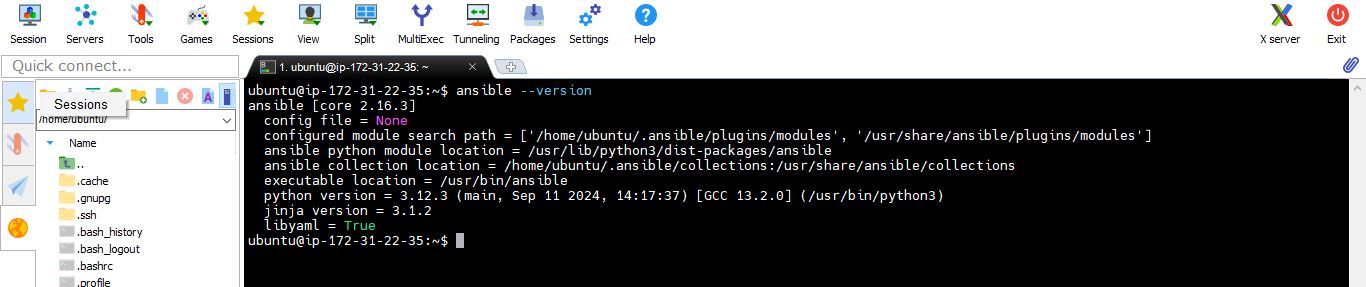 Session Servers Tools Games Sessions View Split MultiExec Tunneling Packages Settings Help X server Exit
Quick connect...
1. ubuntu@ip-172-31-22-35: ~
Sessions
/home/ubuntu/
Name
..
.cache
.gnupg
.ssh
.bash_history
.bash_logout
.bashrc
.profile
ubuntu@ip-172-31-22-35:~$ ansible --version
ansible [core 2.16.3]
config file = None
configured module search path = ['/home/ubuntu/.ansible/plugins/modules', '/usr/share/ansible/plugins/modules']
ansible python module location = /usr/lib/python3/dist-packages/ansible
ansible collection location = /home/ubuntu/.ansible/collections:/usr/share/ansible/collections
executable location = /usr/bin/ansible
python version = 3.12.3 (main, Sep 11 2024, 14:17:37) [GCC 13.2.0] (/usr/bin/python3)
jinja version = 3.1.2
libyaml = True
ubuntu@ip-172-31-22-35:~$